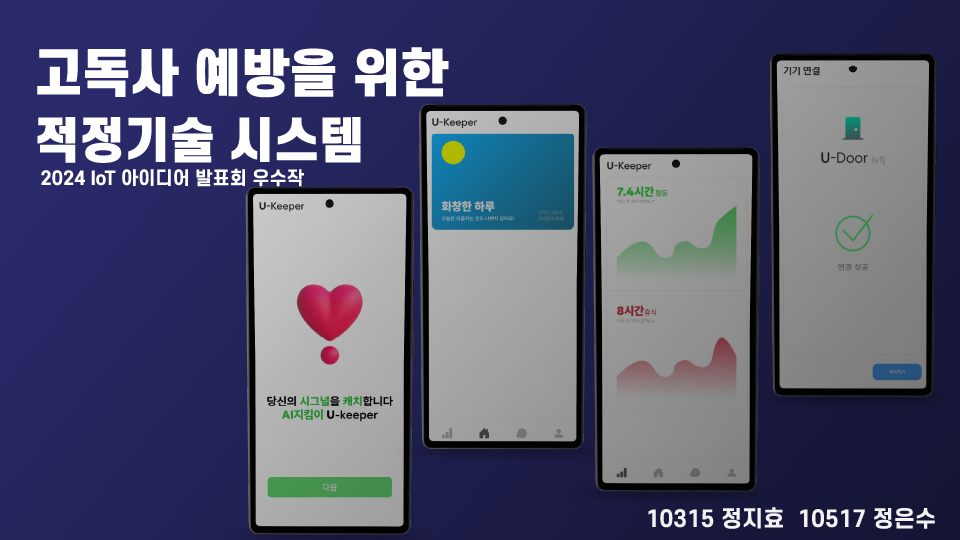 고독사 예방을 위한
적정기술 시스템
2024 IoT 아이디어 발표회 우수작
U-Keeper
당신의 시그널을 캐치합니다
AI지킴이 U-keeper
다음
U-Keeper
화창한 하루
U-Keeper
7.4시간 활동
8시간 휴식
기기 연결
U-Door (v1)
연결 성공
10315 정지효 10517 정은수